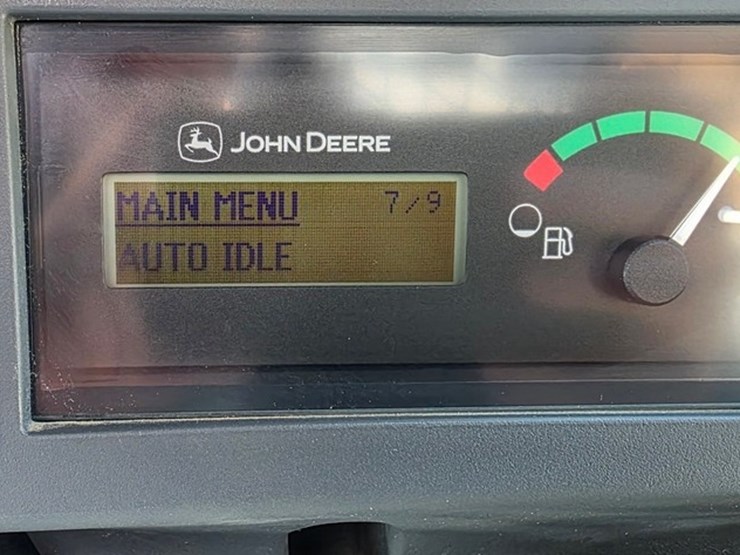 JOHN DEERE
MAIN MENU 7/9
AUTO IDLE